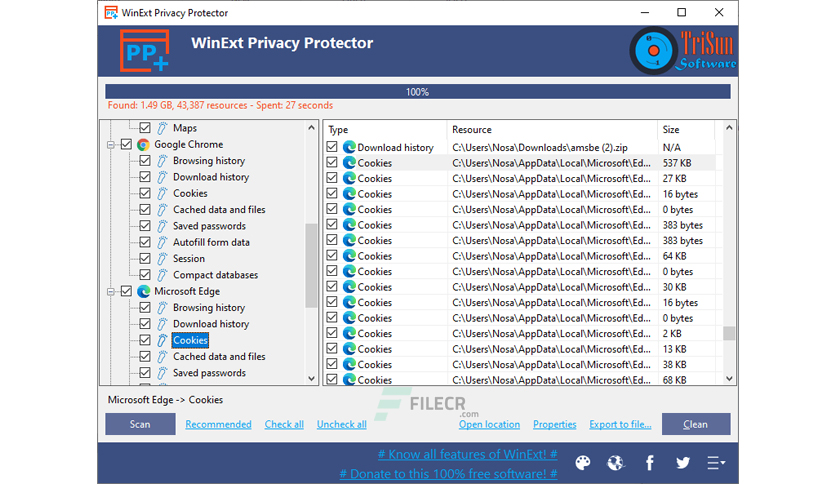 WinExt Privacy Protector
PP+
WinExt Privacy Protector
TriSun
Software
100%
Found: 1.49 GB, 43,387 resources - Spent: 27 seconds
Maps
Google Chrome
Browsing history
Download history
Cookies
Cached data and files
Saved passwords
Autofill form data
Session
Compact databases
Microsoft Edge
Browsing history
Download history
Cookies
Cached data and files
Saved passwords
Type Resource Size
Download history C:\Users\Nosa\Downloads\amsbe (2).zip N/A
Cookies C:\Users\Nosa\AppData\Local\Microsoft\Ed... 537 KB
Cookies C:\Users\Nosa\AppData\Local\Microsoft\Ed... 27 KB
Cookies C:\Users\Nosa\AppData\Local\Microsoft\Ed... 16 bytes
Cookies C:\Users\Nosa\AppData\Local\Microsoft\Ed... 0 bytes
Cookies C:\Users\Nosa\AppData\Local\Microsoft\Ed... 383 bytes
Cookies C:\Users\Nosa\AppData\Local\Microsoft\Ed... 383 bytes
Cookies C:\Users\Nosa\AppData\Local\Microsoft\Ed... 64 KB
Cookies C:\Users\Nosa\AppData\Local\Microsoft\Ed... 0 bytes
Cookies C:\Users\Nosa\AppData\Local\Microsoft\Ed... 30 KB
Cookies C:\Users\Nosa\AppData\Local\Microsoft\Ed... 16 bytes
Cookies C:\Users\Nosa\AppData\Local\Microsoft\Ed... 0 bytes
Cookies C:\Users\Nosa\AppData\Local\Microsoft\Ed... 2 KB
Cookies C:\Users\Nosa\AppData\Local\Microsoft\Ed... 13 KB
Cookies C:\Users\Nosa\AppData\Local\Microsoft\Ed... 38 KB
Cookies C:\Users\Nosa\AppData\Local\Microsoft\Ed... 68 KB
Microsoft Edge -> Cookies
FILECR
.com
Scan Recommended Check all Uncheck all Open location Properties Export to file... Clean
# Know all features of WinExt! #
# Donate to this 100% free software! #